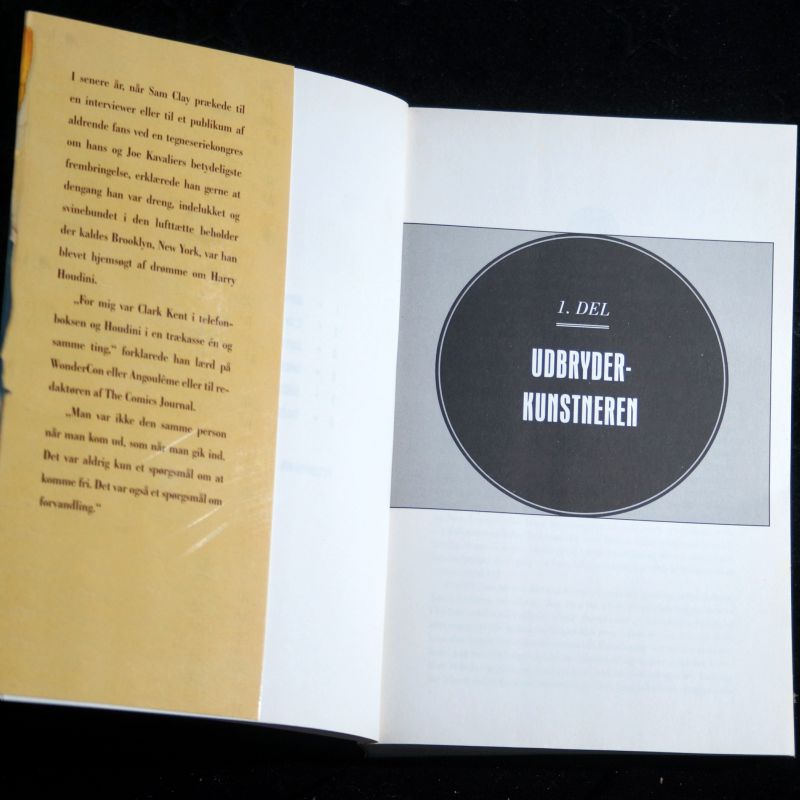 I senere år, når Sam Clay prækede til
en interviewer eller til et publikum af
aldrende fans ved en tegneseriekongres
om hans og Joe Kavaliers betydeligste
frembringelse, erklærede han gerne at
dengang han var dreng, indelukket og
svinebundet i den lufttætte beholder
der kaldes Brooklyn, New York, var han
blevet hjemsøgt af drømme om Harry
Houdini.
„For mig var Clark Kent i telefon-
boksen og Houdini i en trækasse én og
samme ting,“ forklarede han lærd på
WonderCon eller Angoulême eller til re-
daktøren af The Comics Journal.
„Man var ikke den samme person
når man kom ud, som når man gik ind.
Det var aldrig kun et spørgsmål om at
komme fri. Det var også et spørgsmål om
forvandling.“
1. DEL
UDBRYDER-
KUNSTNEREN